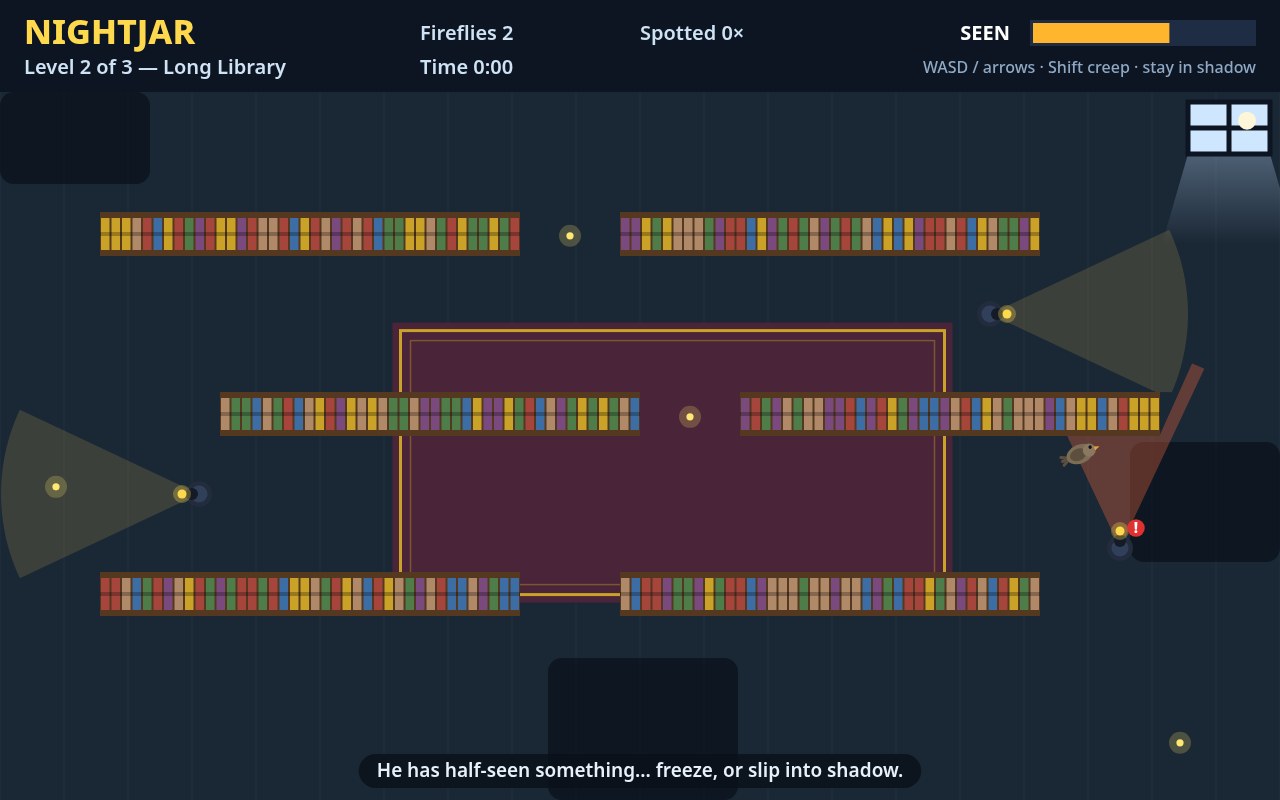 NIGHTJAR
Level 2 of 3 — Long Library
Fireflies 2
Time 0:00
Spotted 0×
SEEN
WASD / arrows · Shift creep · stay in shadow
!
He has half-seen something... freeze, or slip into shadow.